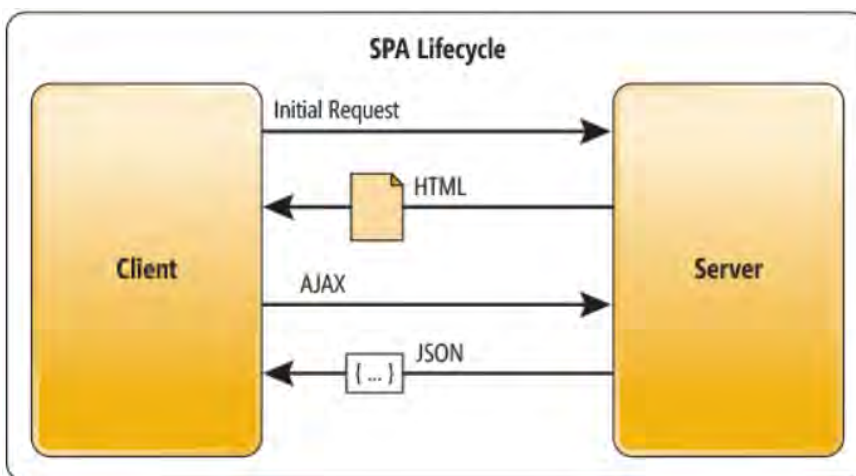 SPA Lifecycle
Initial Request
HTML
Client
Server
AJAX
JSON
{ ... }